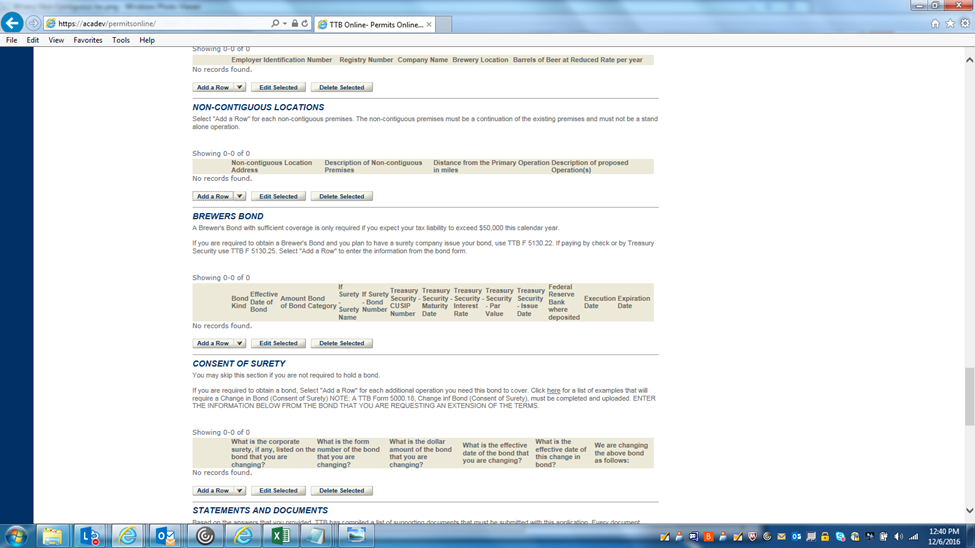 https://acadev/permitsonline/
TTB Online- Permits Online...
File Edit View Favorites Tools Help
Showing 0-0 of 0
Employer Identification Number Registry Number Company Name Brewery Location Barrels of Beer at Reduced Rate per year
No records found.
Add a Row Edit Selected Delete Selected
NON-CONTIGUOUS LOCATIONS
Select "Add a Row" for each non-contiguous premises. The non-contiguous premises must be a continuation of the existing premises and must not be a stand
alone operation.
Showing 0-0 of 0
Non-contiguous Location Description of Non-contiguous Distance from the Primary Operation Description of proposed
Address Premises in miles Operation(s)
No records found.
Add a Row Edit Selected Delete Selected
BREWERS BOND
A Brewer's Bond with sufficient coverage is only required if you expect your tax liability to exceed $50,000 this calendar year.
If you are required to obtain a Brewer's Bond and you plan to have a surety company issue your bond, use TTB F 5130.22. If paying by check or by Treasury
Security use TTB F 5130.25. Select "Add a Row" to enter the information from the bond form.
Showing 0-0 of 0
Bond Kind
Effective Date of Bond
Amount of Bond
Bond Category
If Surety - Surety Name
If Surety - Bond Number
Treasury Security - CUSIP Number
Treasury Security - Maturity Date
Treasury Security - Interest Rate
Treasury Security - Par Value
Treasury Security - Issue Date
Federal Reserve Bank where deposited
Execution Date
Expiration Date
No records found.
Add a Row Edit Selected Delete Selected
CONSENT OF SURETY
You may skip this section if you are not required to hold a bond.
If you are required to obtain a bond, Select "Add a Row" for each additional operation you need this bond to cover. Click here for a list of examples that will
require a Change in Bond (Consent of Surety) NOTE: A TTB Form 5000.18, Change inf Bond (Consent of Surety), must be completed and uploaded. ENTER
THE INFORMATION BELOW FROM THE BOND THAT YOU ARE REQUESTING AN EXTENSION OF THE TERMS.
Showing 0-0 of 0
What is the corporate surety, if any, listed on the bond that you are changing?
What is the form number of the bond that you are changing?
What is the dollar amount of the bond that you are changing?
What is the effective date of the bond that you are changing?
What is the effective date of this change in bond?
We are changing the above bond as follows:
No records found.
Add a Row Edit Selected Delete Selected
STATEMENTS AND DOCUMENTS
Based on the answers that you provided, TTB has compiled a list of supporting documents that must be submitted with this application. Every document
12:40 PM
12/6/2016